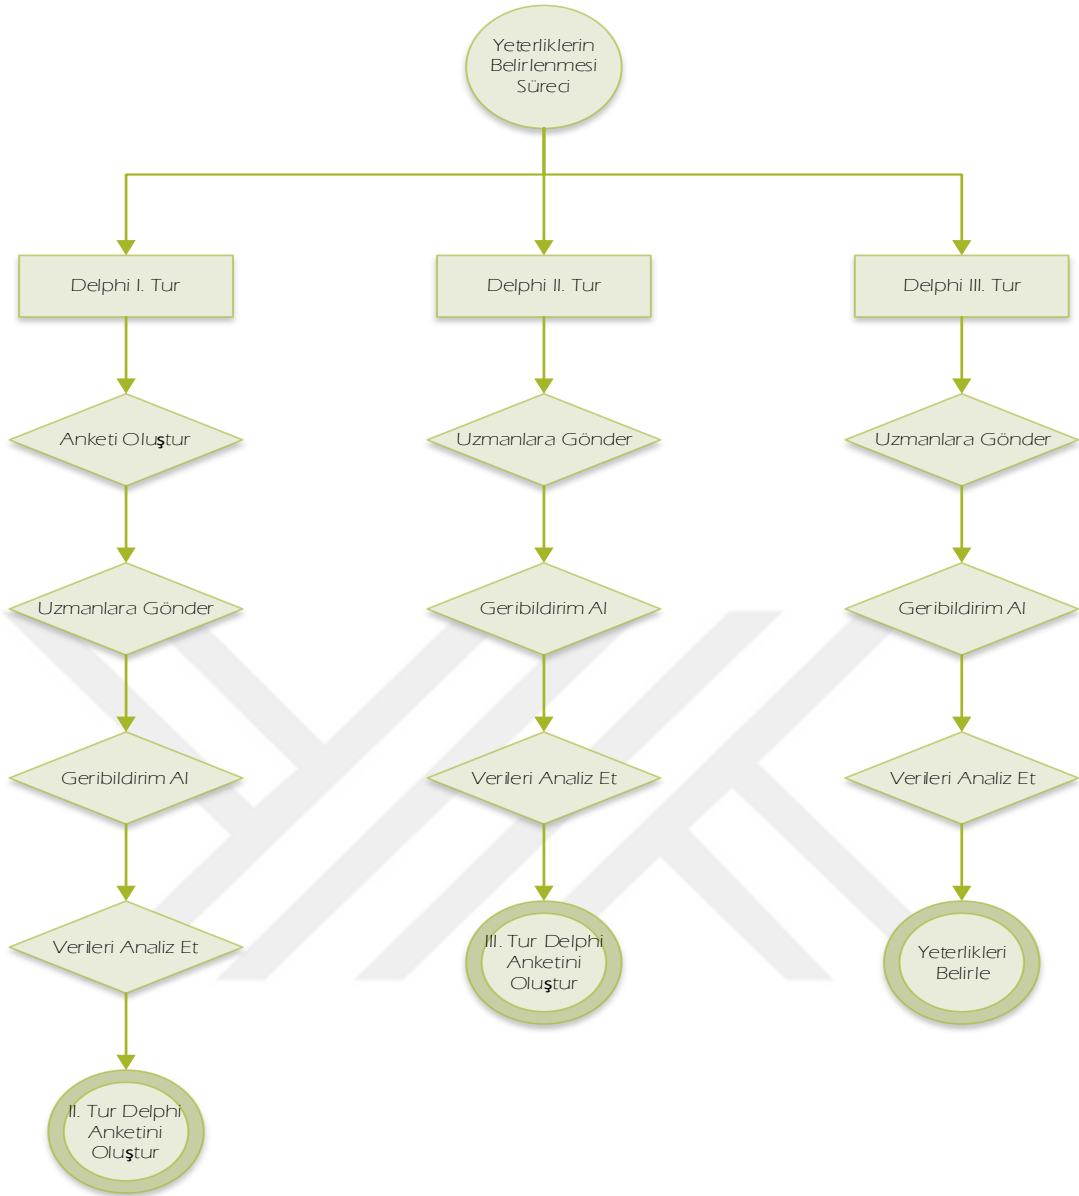 Yeterliklerin
Belirlenmesi
Süreci
Delphi I. Tur
Anketi Oluştur
Uzmanlara Gönder
Geribildirim Al
Verileri Analiz Et
II. Tur Delphi
Anketini
Oluştur
Delphi II. Tur
Uzmanlara Gönder
Geribildirim Al
Verileri Analiz Et
III. Tur Delphi
Anketini
Oluştur
Delphi III. Tur
Uzmanlara Gönder
Geribildirim Al
Verileri Analiz Et
Yeterlikleri
Belirle